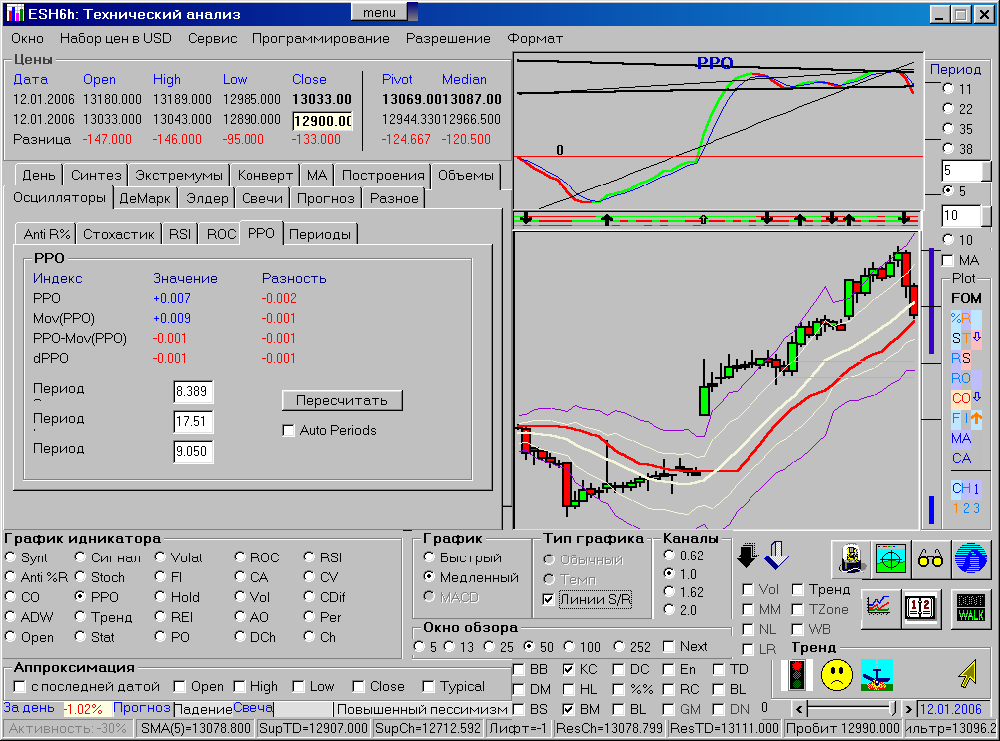 ESH6h: Технический анализ menu
Окно Набор цен в USD Сервис Программирование Разрешение Формат
Цены
Дата Open High Low Close Pivot Median
12.01.2006 13180.000 13189.000 12985.000 13033.00 13069.00 13087.00
12.01.2006 13033.000 13043.000 12890.000 12900.00 12944.330 12966.500
Разница -147.000 -146.000 -95.000 -133.000 -124.667 -120.500
День Синтез Экстремумы Конверт MA Построения Объемы
Осцилляторы ДеМарк Элдер Свечи Прогноз Разное
Anti R% Стохастик RSI ROC PPO Периоды
PPO
Индекс Значение Разность
PPO +0.007 -0.002
Mov(PPO) +0.009 -0.001
PPO-Mov(PPO) -0.001 -0.001
dPPO -0.001 -0.001
Период 8.389
Пересчитать
Период 17.51
Auto Periods
Период 9.050
PPO
0
Период
11
22
35
38
5
5
10
10
MA
Plot
FOM
%R
ST
RS
RO
CO
FI
MA
CA
CH1
123
График идникатора
Synt Сигнал Volat ROC RSI
Anti %R Stoch FI CA CV
CO PPO Hold Vol CDif
ADW Тренд REI AO Per
Open Stat PO DCh Ch
График
Быстрый
Медленный
MACD
Тип графика
Обычный
Темп
Линии S/R
Каналы
0.62
1.0
1.62
2.0
Окно обзора
5 13 25 50 100 252 Next
Vol Тренд
MM TZone
NL WB
LR
WALK
Тренд
Аппроксимация
с последней датой Open High Low Close Typical
BB KC DC En TD
DM HL %% RC BL
BS BM BL GM DN 0
За день -1.02% Прогноз Падение Свеча Повышенный пессимизм
12.01.2006
Активность: -30% SMA(5)=13078.800 SupTD=12907.000 SupCh=12712.592 Лифт=-1 ResCh=13078.799 ResTD=13111.000 Пробит 12990.000 ильтр=13096.2